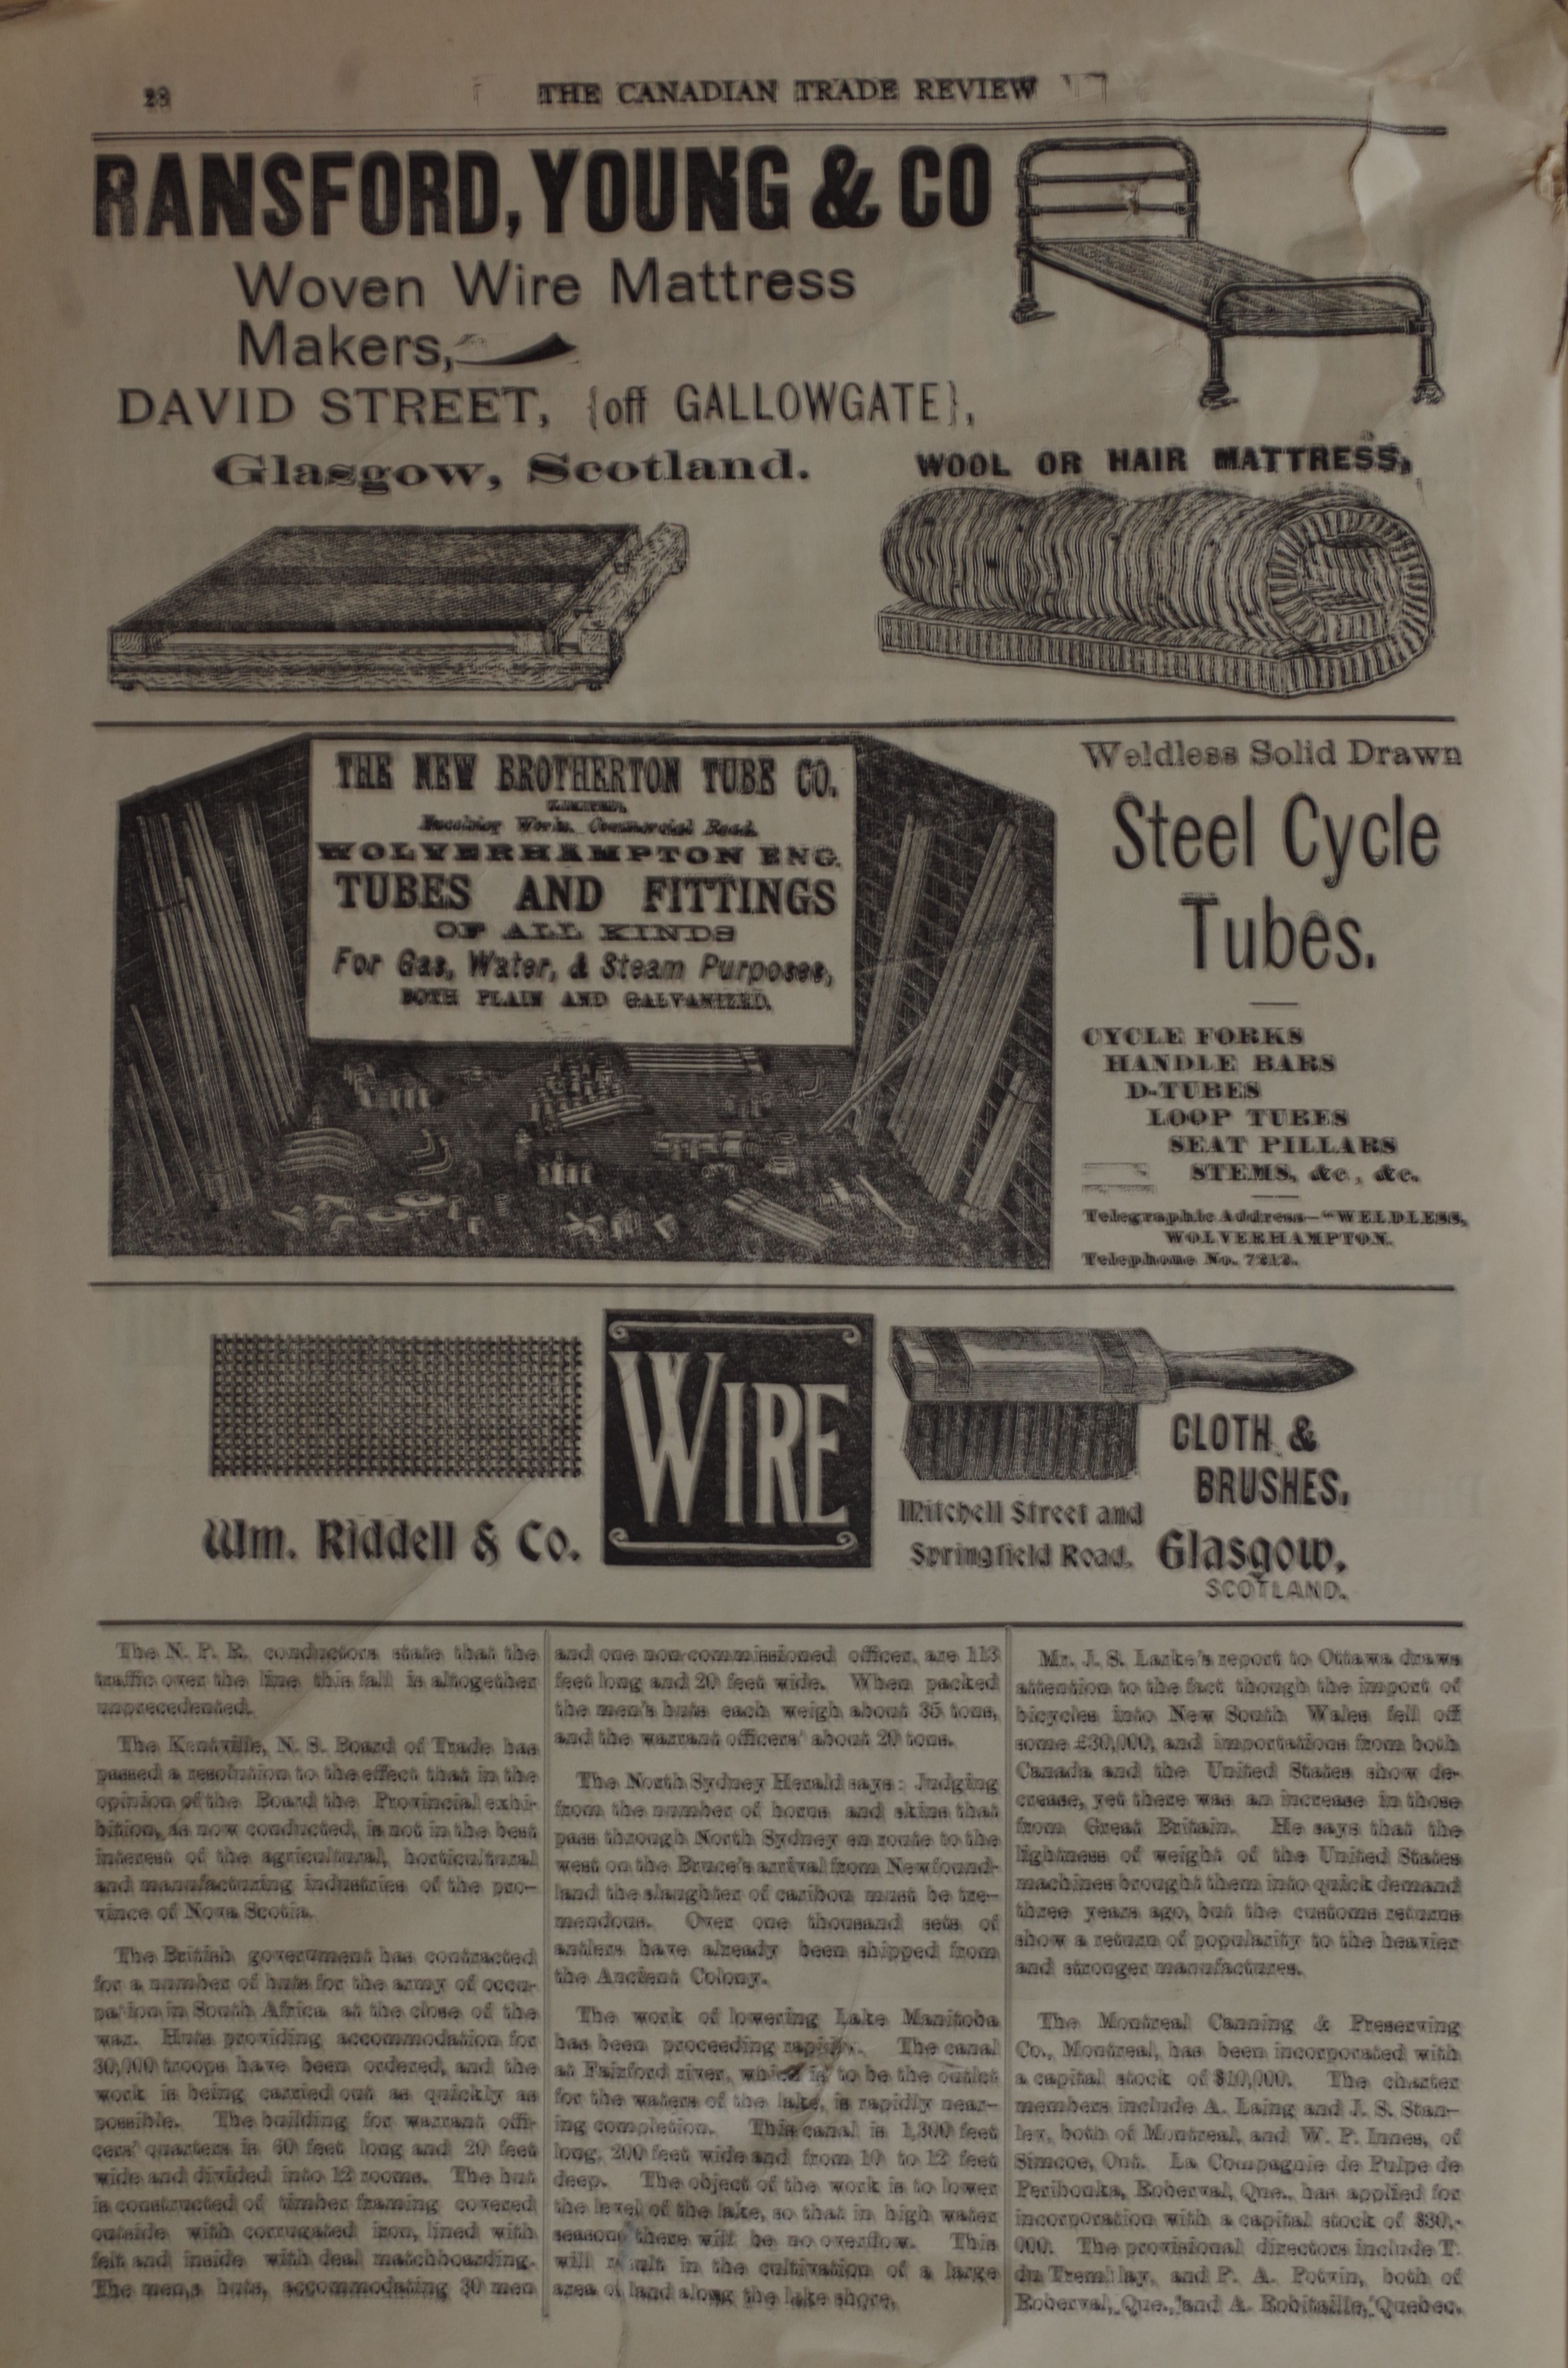 28
THE CANADIAN TRADE REVIEW
RANSFORD, YOUNG & CO
Woven Wire Mattress
Makers,
DAVID STREET, {off GALLOWGATE},
Glasgow, Scotland.
WOOL OR HAIR MATTRESS,
THE NEW BROTHERTON TUBE CO.
LIMITED,
Excelsior Works, Commercial Road,
WOLVERHAMPTON ENG.
TUBES AND FITTINGS
OF ALL KINDS
For Gas, Water, & Steam Purposes,
BOTH PLAIN AND GALVANIZED.
Weldless Solid Drawn
Steel Cycle
Tubes.
CYCLE FORKS
HANDLE BARS
D-TUBES
LOOP TUBES
SEAT PILLARS
STEMS, &c, &c.
Telegraphic Address—"WELDLESS,
WOLVERHAMPTON.
Telephone No. 7212.
WIRE
CLOTH &
BRUSHES,
Wm. Riddell & Co.
Mitchell Street and
Springfield Road,
Glasgow,
SCOTLAND.
The N. P. R. conductors state that the
traffic over the line this fall is altogether
unprecedented.
The Kentville, N. S. Board of Trade has
passed a resolution to the effect that in the
opinion of the Board the Provincial exhi-
bition, as now conducted, is not in the best
interest of the agricultural, horticultural
and manufacturing industries of the pro-
vince of Nova Scotia.
The British government has contracted
for a number of huts for the army of occu-
pation in South Africa at the close of the
war. Huts providing accommodation for
30,000 troops have been ordered, and the
work is being carried out as quickly as
possible. The building for warrant offi-
cers' quarters is 60 feet long and 20 feet
wide and divided into 12 rooms. The hut
is constructed of timber framing covered
outside with corrugated iron, lined with
felt and inside with deal matchboarding.
The men,s huts, accommodating 30 men
and one non-commissioned officer, are 113
feet long and 20 feet wide. When packed
the men's huts each weigh about 35 tons,
and the warrant officers' about 20 tons.
The North Sydney Herald says: Judging
from the number of horns and skins that
pass through North Sydney en route to the
west on the Bruce's arrival from Newfound-
land the slaughter of caribou must be tre-
mendous. Over one thousand sets of
antlers have already been shipped from
the Ancient Colony.
The work of lowering Lake Manitoba
has been proceeding rapidly. The canal
at Fairford river, which is to be the outlet
for the waters of the lake, is rapidly near-
ing completion. This canal is 1,300 feet
long, 200 feet wide and from 10 to 12 feet
deep. The object of the work is to lower
the level of the lake, so that in high water
seasons there will be no overflow. This
will result in the cultivation of a large
area of land along the lake shore.
Mr. J. S. Larke's report to Ottawa draws
attention to the fact though the import of
bicycles into New South Wales fell off
some £30,000, and importations from both
Canada and the United States show de-
crease, yet there was an increase in those
from Great Britain. He says that the
lightness of weight of the United States
machines brought them into quick demand
three years ago, but the customs returns
show a return of popularity to the heavier
and stronger manufactures.
The Montreal Canning & Preserving
Co., Montreal, has been incorporated with
a capital stock of $10,000. The charter
members include A. Laing and J. S. Stan-
ley, both of Montreal, and W. P. Innes, of
Simcoe, Ont. La Compagnie de Pulpe de
Peribonka, Roberval, Que., has applied for
incorporation with a capital stock of $30,-
000. The provisional directors include T.
du Tremblay, and P. A. Potvin, both of
Roberval, Que., and A. Robitaille, Quebec.